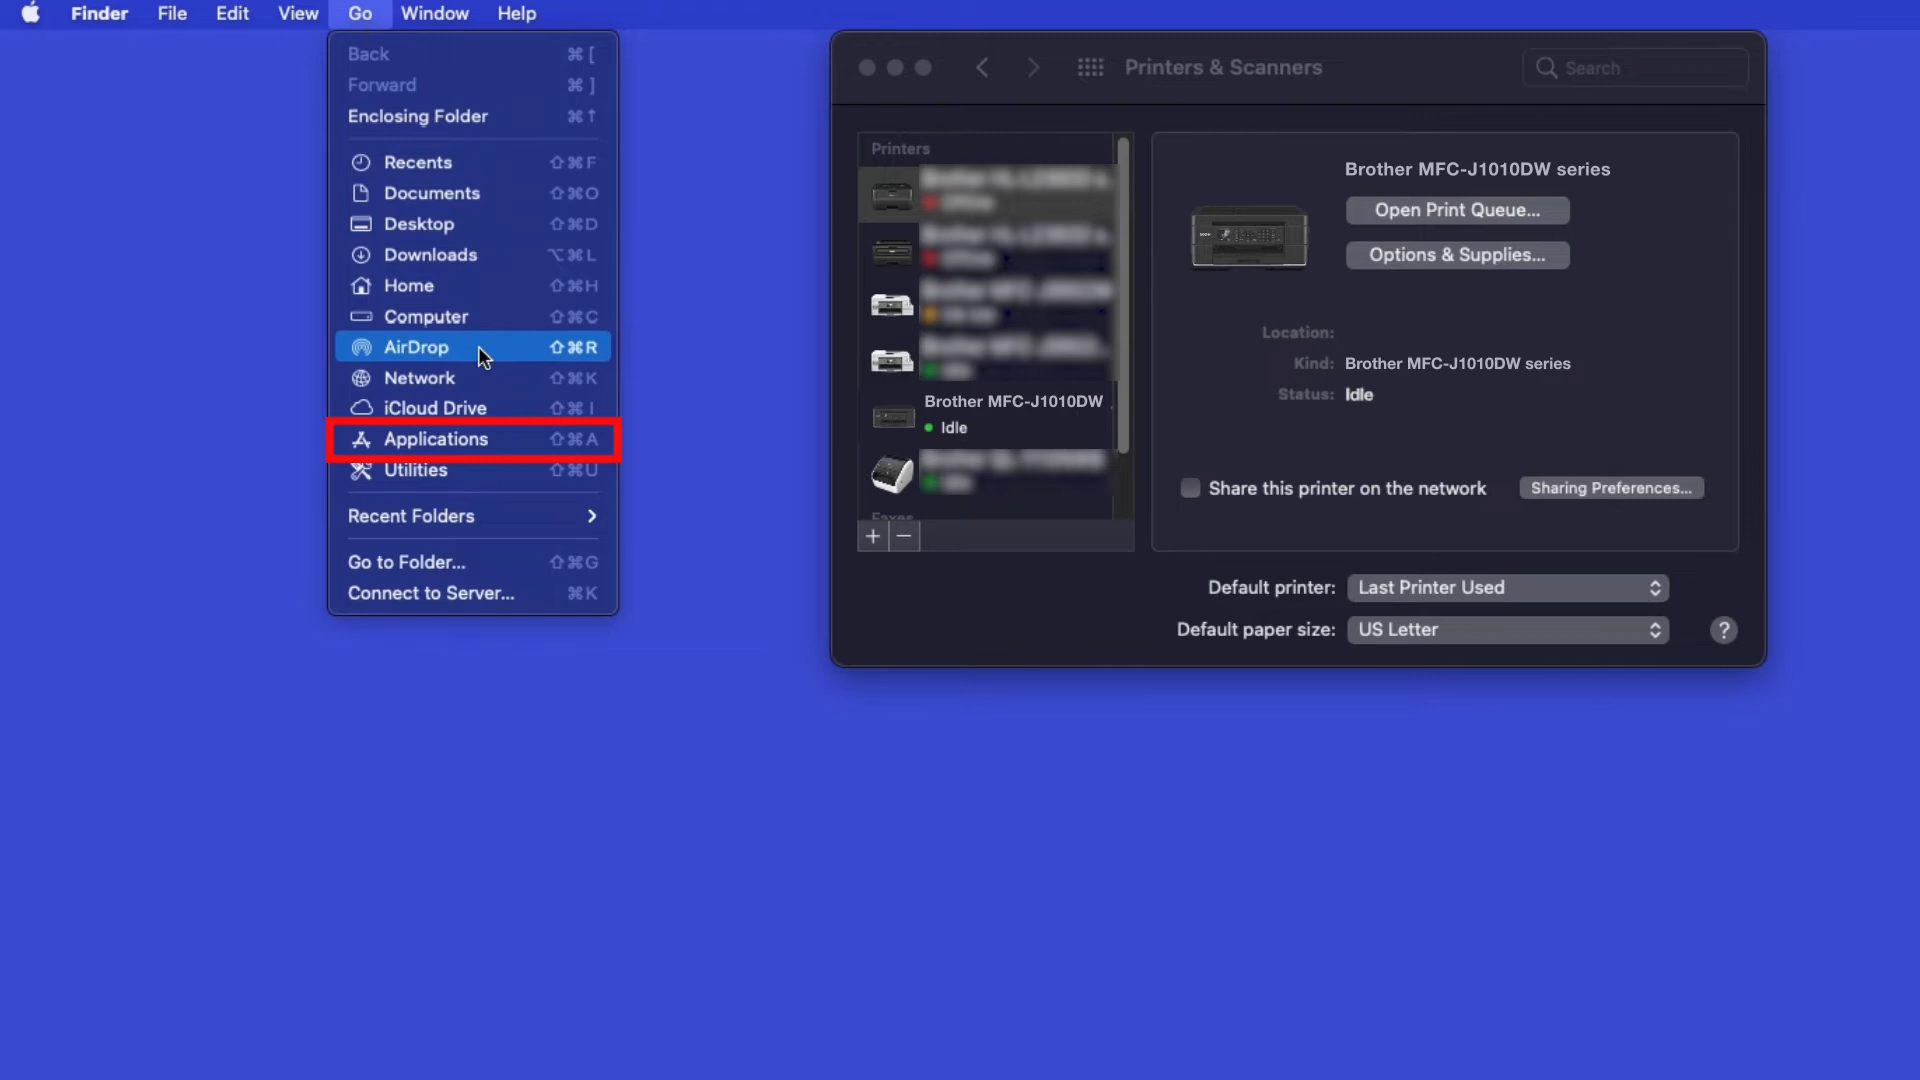 Finder File Edit View Go Window Help
Back ⌘ [
Forward ⌘ ]
Enclosing Folder ⌘↑
Recents ⇧⌘F
Documents ⇧⌘O
Desktop ⇧⌘D
Downloads ⌥⌘L
Home ⇧⌘H
Computer ⇧⌘C
AirDrop ⇧⌘R
Network ⇧⌘K
iCloud Drive ⇧⌘I
Applications ⇧⌘A
Utilities ⇧⌘U
Recent Folders
Go to Folder... ⇧⌘G
Connect to Server... ⌘K
Printers & Scanners
Search
Printers
Brother MFC-J1010DW
Idle
Faxes
+ −
Brother MFC-J1010DW series
Open Print Queue...
Options & Supplies...
Location:
Kind: Brother MFC-J1010DW series
Status: Idle
Share this printer on the network Sharing Preferences...
Default printer: Last Printer Used
Default paper size: US Letter ?